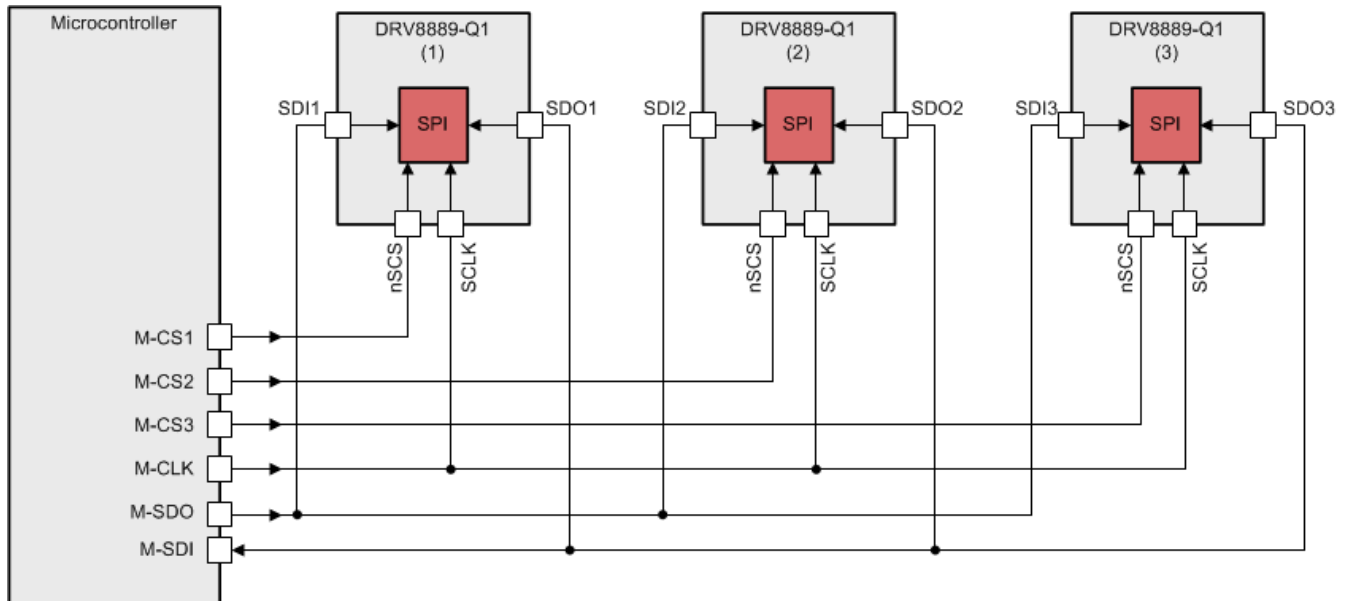 Microcontroller
DRV8889-Q1
(1)
DRV8889-Q1
(2)
DRV8889-Q1
(3)
SDI1
SPI
SDO1
SDI2
SPI
SDO2
SDI3
SPI
SDO3
nSCS
SCLK
nSCS
SCLK
nSCS
SCLK
M-CS1
M-CS2
M-CS3
M-CLK
M-SDO
M-SDI